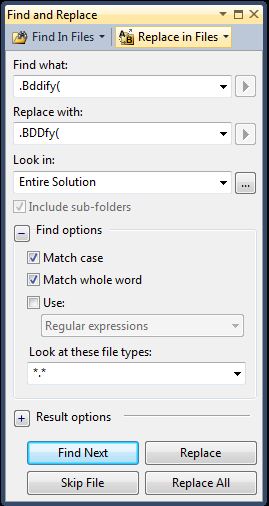 Find and Replace
Find In Files
Replace in Files
Find what:
.Bddify(
Replace with:
.BDDfy(
Look in:
Entire Solution
...
Include sub-folders
Find options
Match case
Match whole word
Use:
Regular expressions
Look at these file types:
*.*
Result options
Find Next Replace
Skip File Replace All